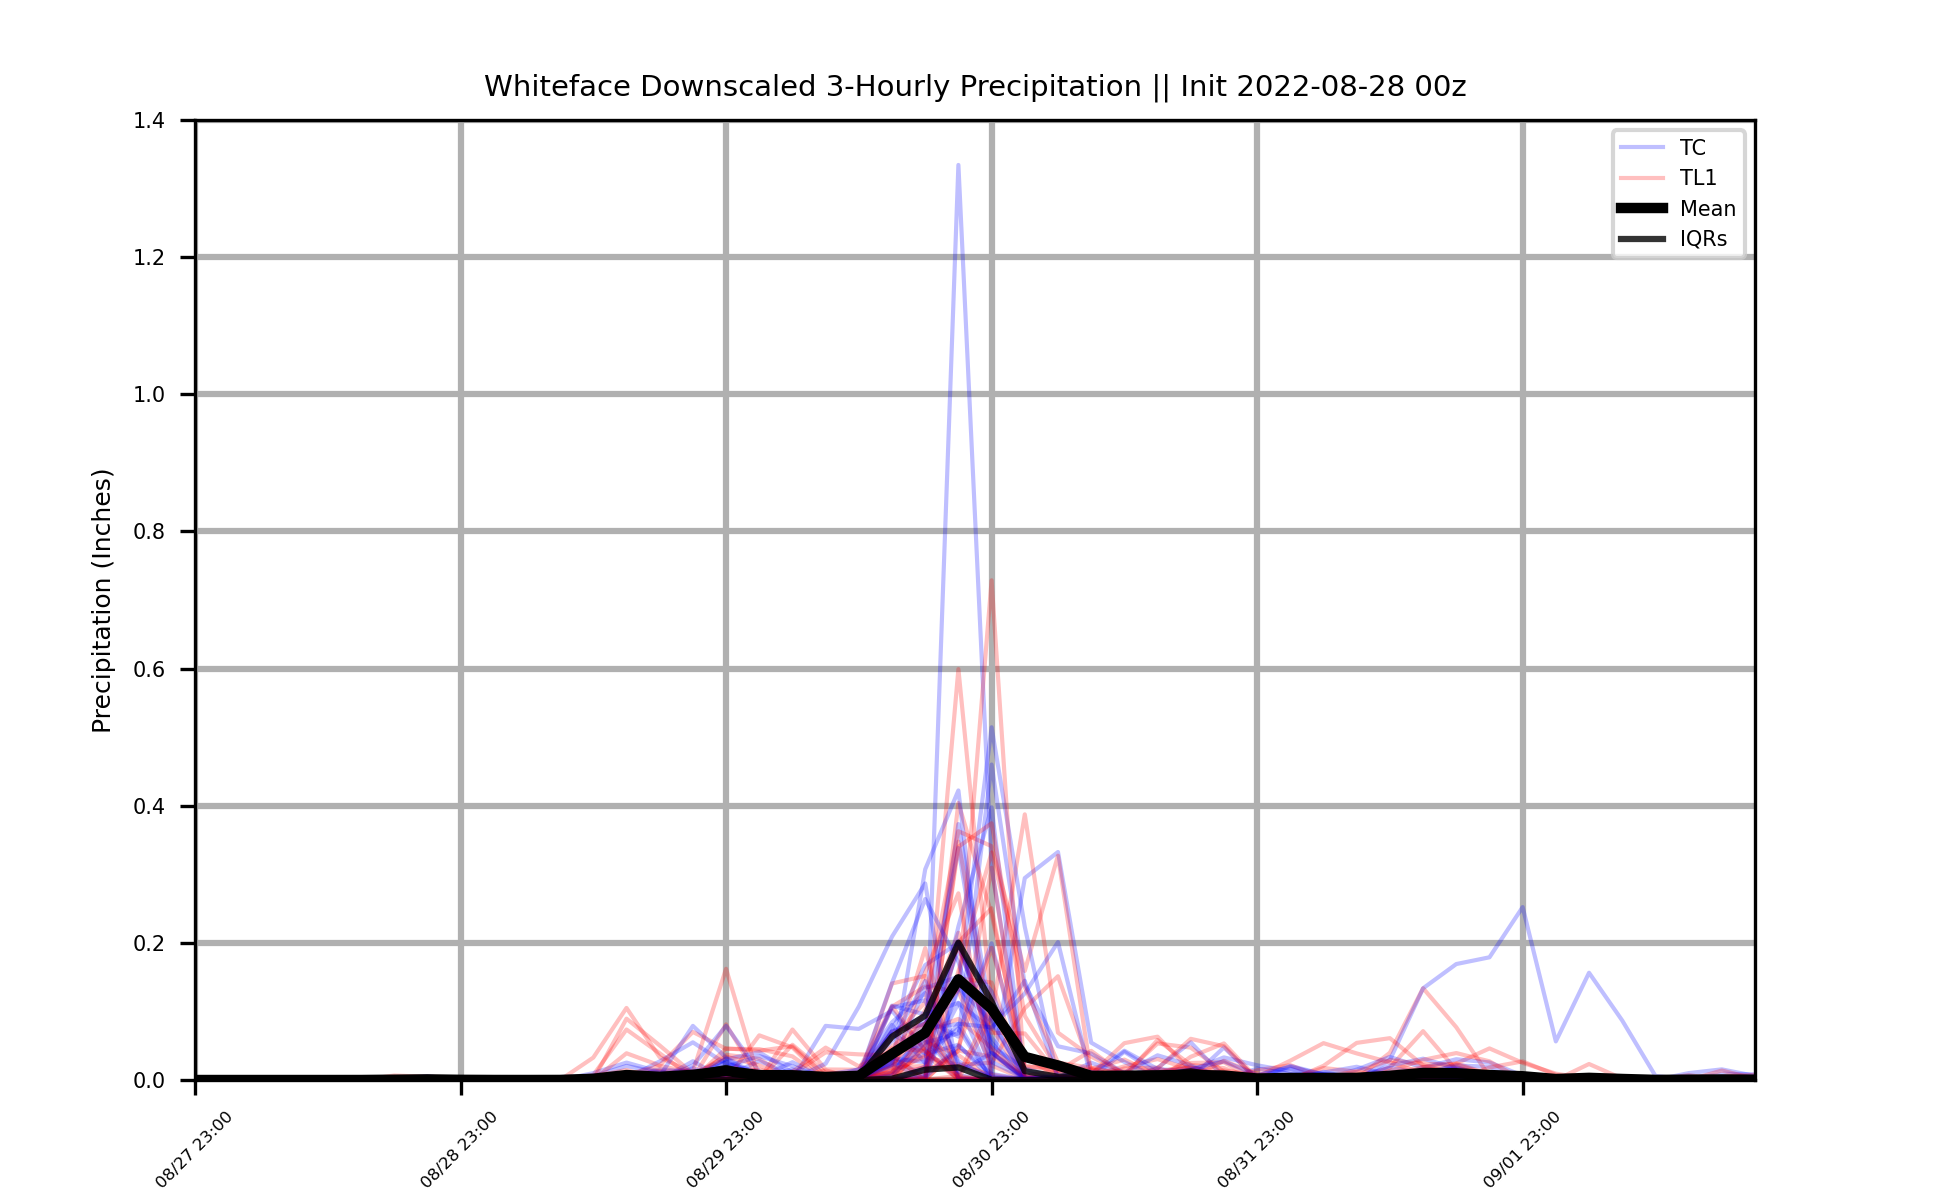 Whiteface Downscaled 3-Hourly Precipitation || Init 2022-08-28 00z
1.4
1.2
1.0
0.8
0.6
0.4
0.2
0.0
Precipitation (Inches)
TC
TL1
Mean
IQRs
08/27 23:00
08/28 23:00
08/29 23:00
08/30 23:00
08/31 23:00
09/01 23:00